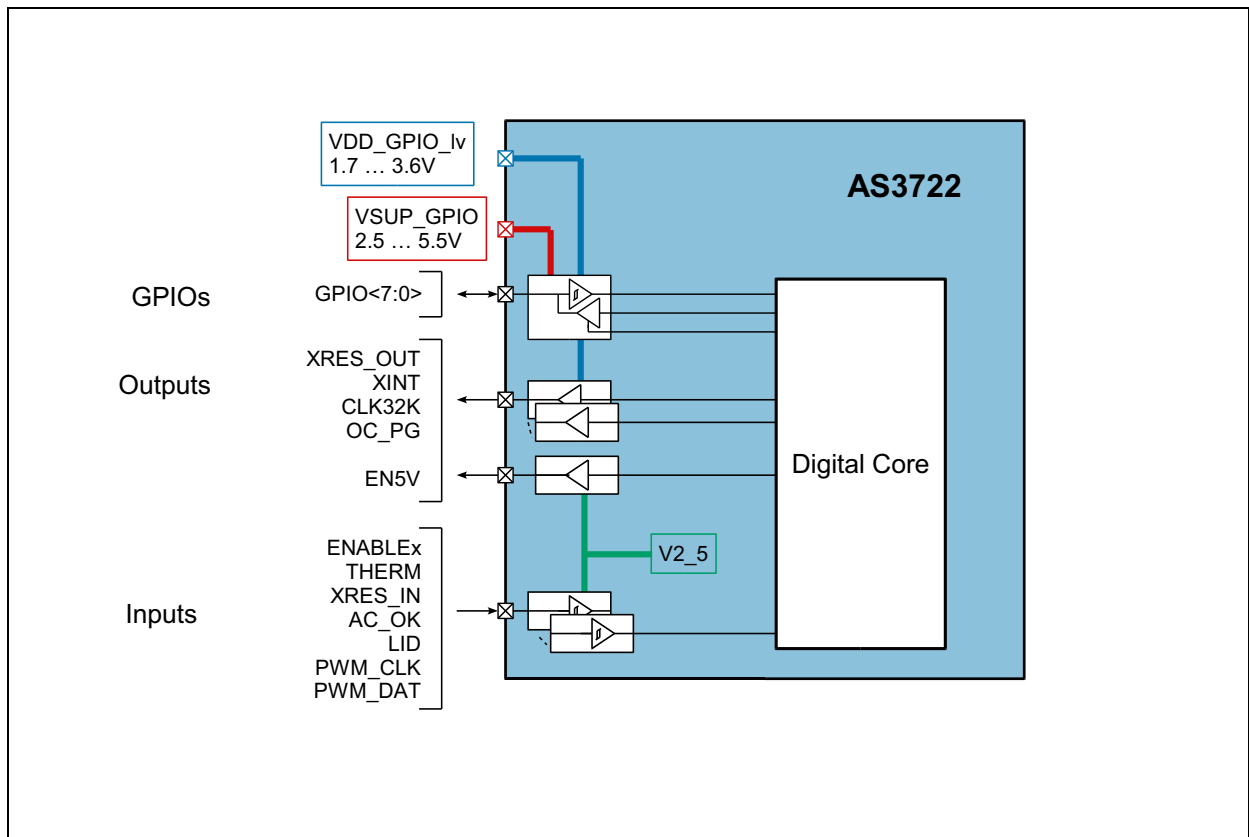 VDD_GPIO_lv
1.7 … 3.6V
AS3722
VSUP_GPIO
2.5 … 5.5V
GPIOs
GPIO<7:0>
Outputs
XRES_OUT
XINT
CLK32K
OC_PG
EN5V
Digital Core
V2_5
Inputs
ENABLEx
THERM
XRES_IN
AC_OK
LID
PWM_CLK
PWM_DAT